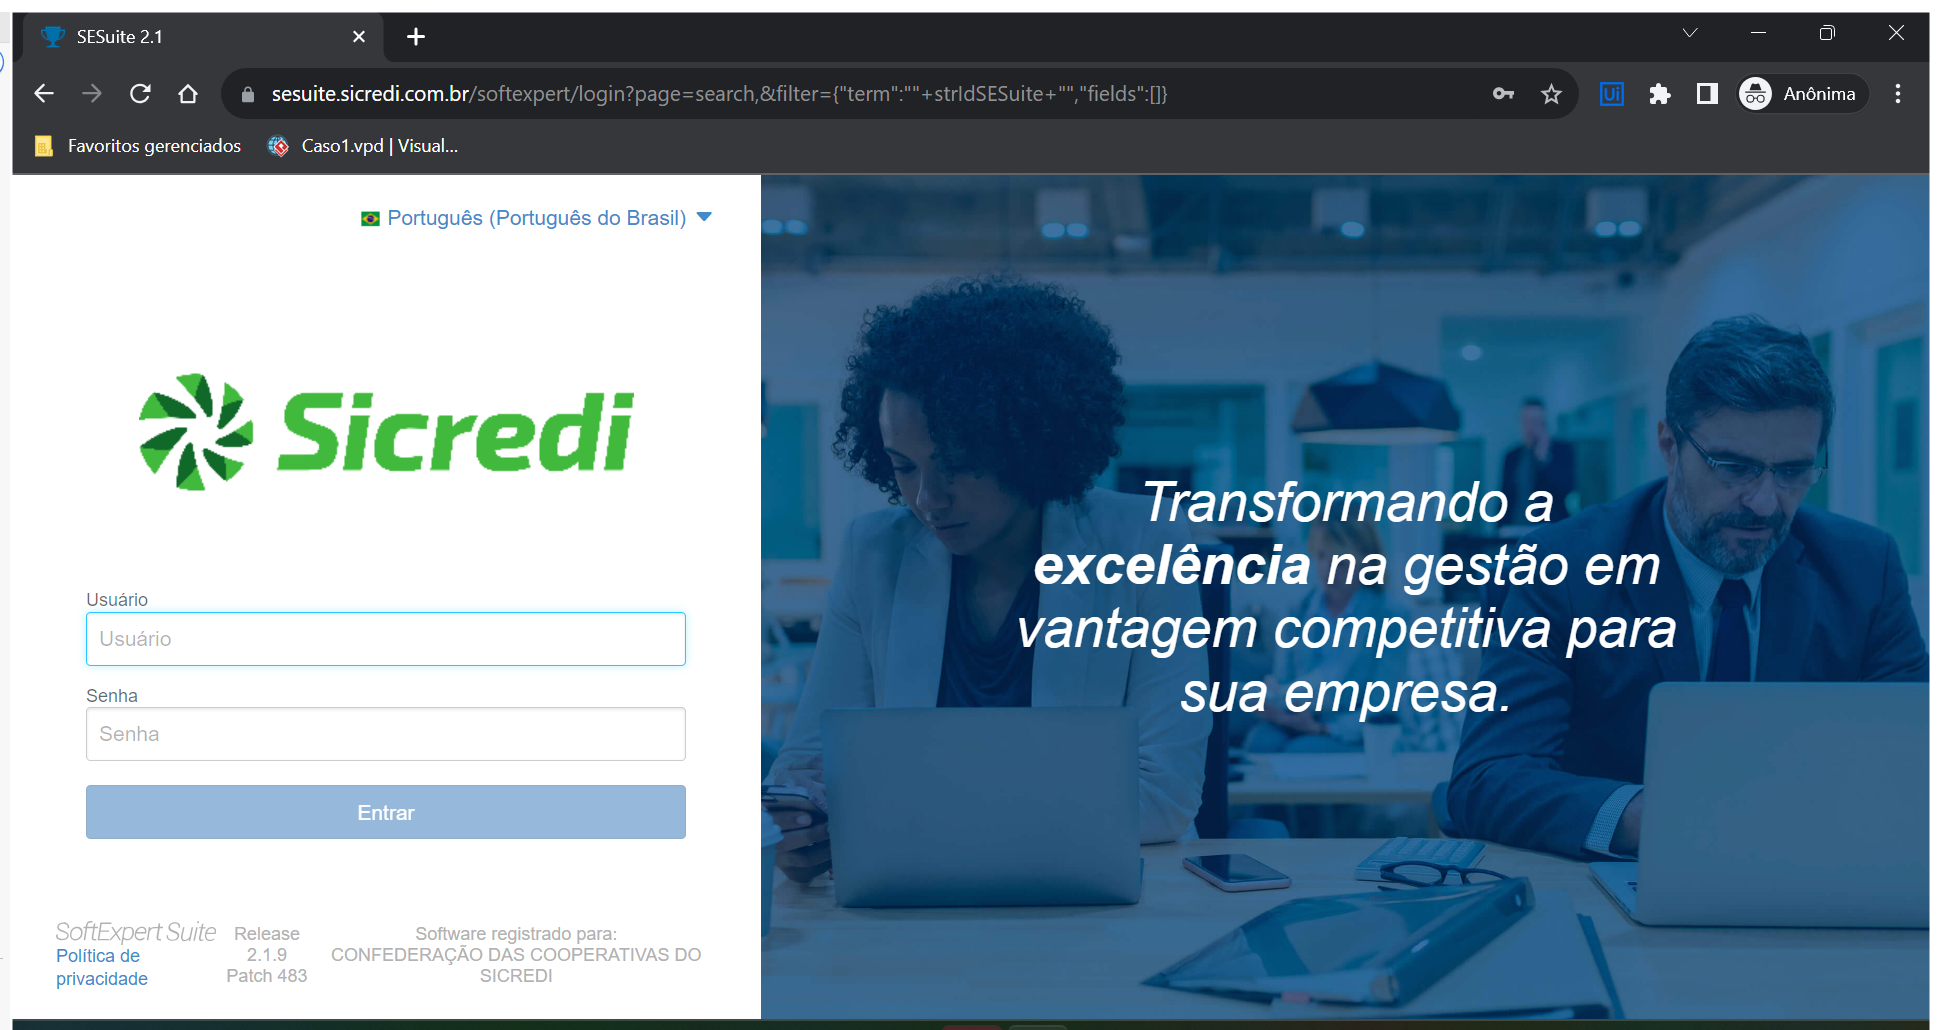 SESuite 2.1
sesuite.sicredi.com.br/softexpert/login?page=search,&filter={"term":""+strIdSESuite+"","fields":[]}
Ui
Anônima
Favoritos gerenciados
Caso1.vpd | Visual...
Português (Português do Brasil)
Sicredi
Usuário
Usuário
Senha
Senha
Entrar
SoftExpert Suite
Política de
privacidade
Release
2.1.9
Patch 483
Software registrado para:
CONFEDERAÇÃO DAS COOPERATIVAS DO
SICREDI
Transformando a
excelência na gestão em
vantagem competitiva para
sua empresa.